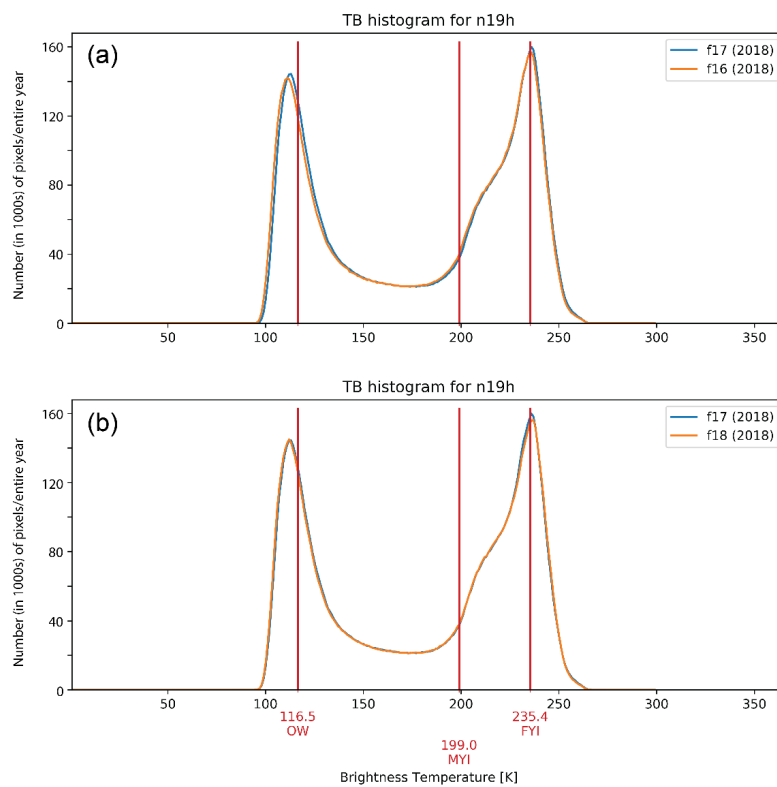 TB histogram for n19h
(a)
f17 (2018)
f16 (2018)
Number (in 1000s) of pixels/entire year
160
120
80
40
0
50
100
150
200
250
300
350
TB histogram for n19h
(b)
f17 (2018)
f18 (2018)
Number (in 1000s) of pixels/entire year
160
120
80
40
0
50
100
150
200
250
300
350
116.5
OW
235.4
FYI
199.0
MYI
Brightness Temperature [K]